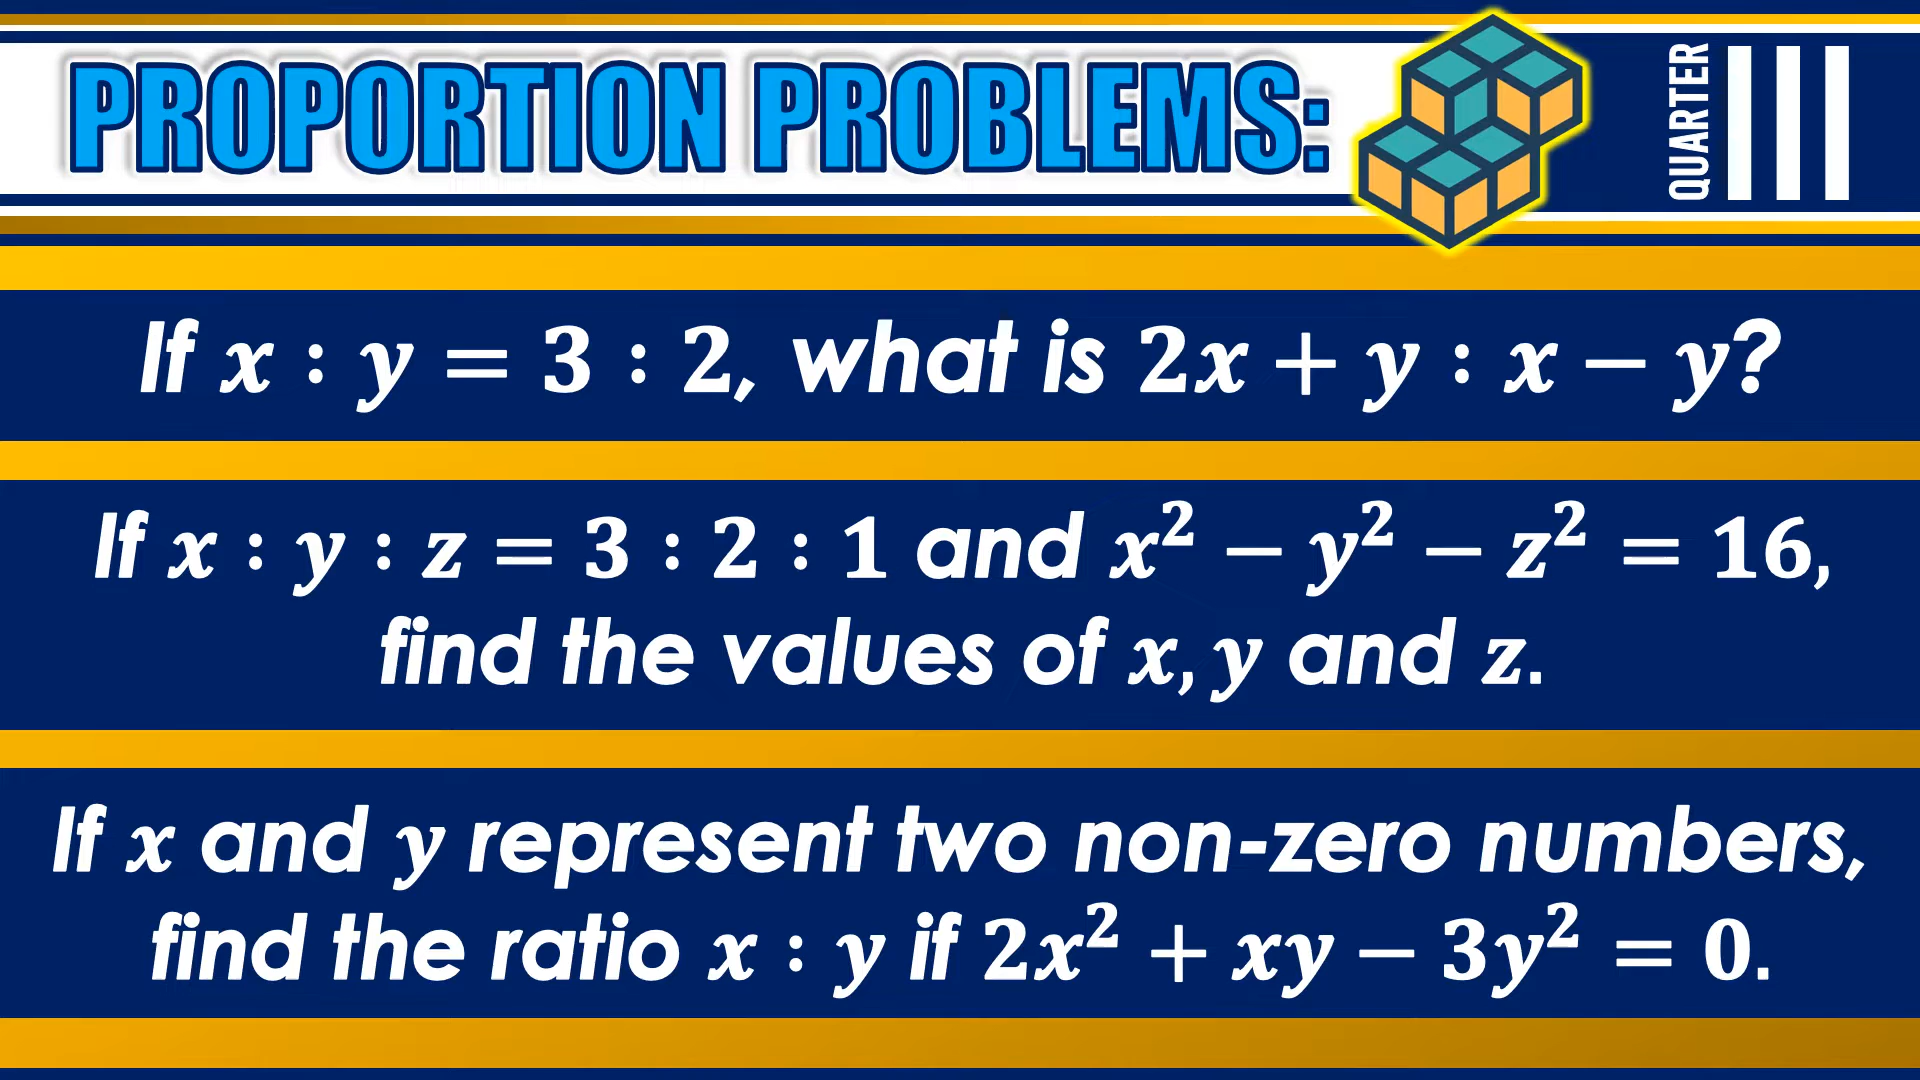 PROPORTION PROBLEMS:
QUARTER III
If x : y = 3 : 2, what is 2x + y : x − y?
If x : y : z = 3 : 2 : 1 and x² − y² − z² = 16,
find the values of x, y and z.
If x and y represent two non-zero numbers,
find the ratio x : y if 2x² + xy − 3y² = 0.